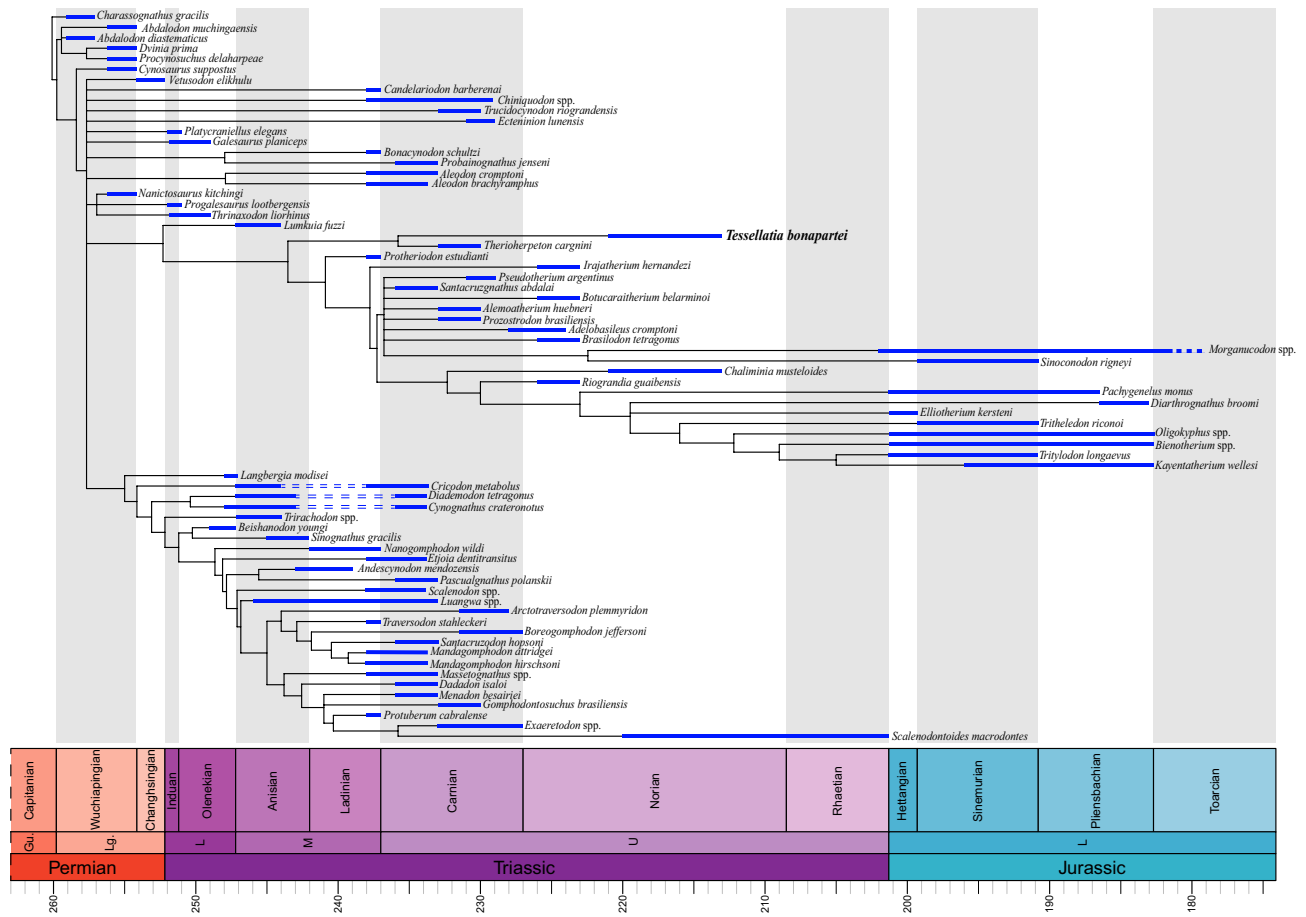 Charassognathus gracilis
Abdalodon muchingaensis
Abdalodon diastematicus
Dvinia prima
Procynosuchus delaharpeae
Cynosaurus suppostus
Vetusodon elikhulu
Candelariodon barberenai
Chiniquodon spp.
Trucidocynodon riograndensis
Ecteninion lunensis
Platycraniellus elegans
Galesaurus planiceps
Bonacynodon schultzi
Probainognathus jenseni
Aleodon cromptoni
Aleodon brachyramphus
Nanictosaurus kitchingi
Progalesaurus lootbergensis
Thrinaxodon liorhinus
Lumkuia fuzzi
Tessellatia bonapartei
Therioherpeton cargnini
Protheriodon estudianti
Irajatherium hernandezi
Pseudotherium argentinus
Santacruzgnathus abdalai
Botucaraitherium belarminoi
Alemoatherium huebneri
Prozostrodon brasiliensis
Adelobasileus cromptoni
Brasilodon tetragonus
Morganucodon spp.
Sinoconodon rigneyi
Chaliminia musteloides
Riograndia guaibensis
Pachygenelus monus
Diarthrognathus broomi
Elliotherium kersteni
Tritheledon riconoi
Oligokyphus spp.
Bienotherium spp.
Tritylodon longaevus
Kayentatherium wellesi
Langbergia modisei
Cricodon metabolus
Diademodon tetragonus
Cynognathus crateronotus
Trirachodon spp.
Beishanodon youngi
Sinognathus gracilis
Nanogomphodon wildi
Etjoia dentitransitus
Andescynodon mendozensis
Pascualgnathus polanskii
Scalenodon spp.
Luangwa spp.
Arctotraversodon plemmyridon
Traversodon stahleckeri
Boreogomphodon jeffersoni
Santacruzodon hopsoni
Mandagomphodon attridgei
Mandagomphodon hirschsoni
Massetognathus spp.
Dadadon isaloi
Menadon besairiei
Gomphodontosuchus brasiliensis
Protuberum cabralense
Exaeretodon spp.
Scalenodontoides macrodontes
Capitanian Wuchiapingian Changhsingian Induan Olenekian Anisian Ladinian Carnian Norian Rhaetian Hettangian Sinemurian Pliensbachian Toarcian
Gu. Lg. L M U L
Permian Triassic Jurassic
260 250 240 230 220 210 200 190 180